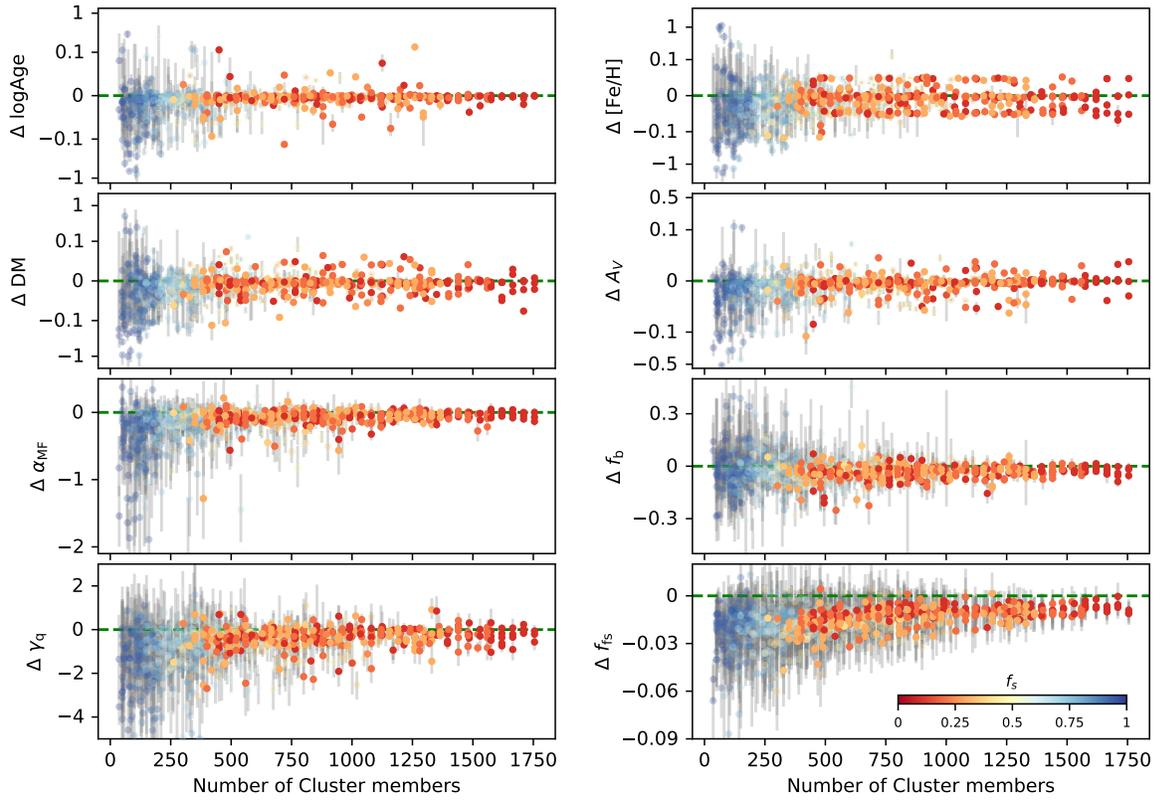 1
0.1
0
−0.1
−1
Δ logAge
1
0.1
0
−0.1
−1
Δ [Fe/H]
1
0.1
0
−0.1
−1
Δ DM
0.5
0.1
0
−0.1
−0.5
Δ A_V
0
−1
−2
Δ α_MF
0.3
0
−0.3
Δ f_b
2
0
−2
−4
Δ γ_q
0
−0.03
−0.06
−0.09
Δ f_fs
f_s
0 0.25 0.5 0.75 1
0 250 500 750 1000 1250 1500 1750
Number of Cluster members
0 250 500 750 1000 1250 1500 1750
Number of Cluster members